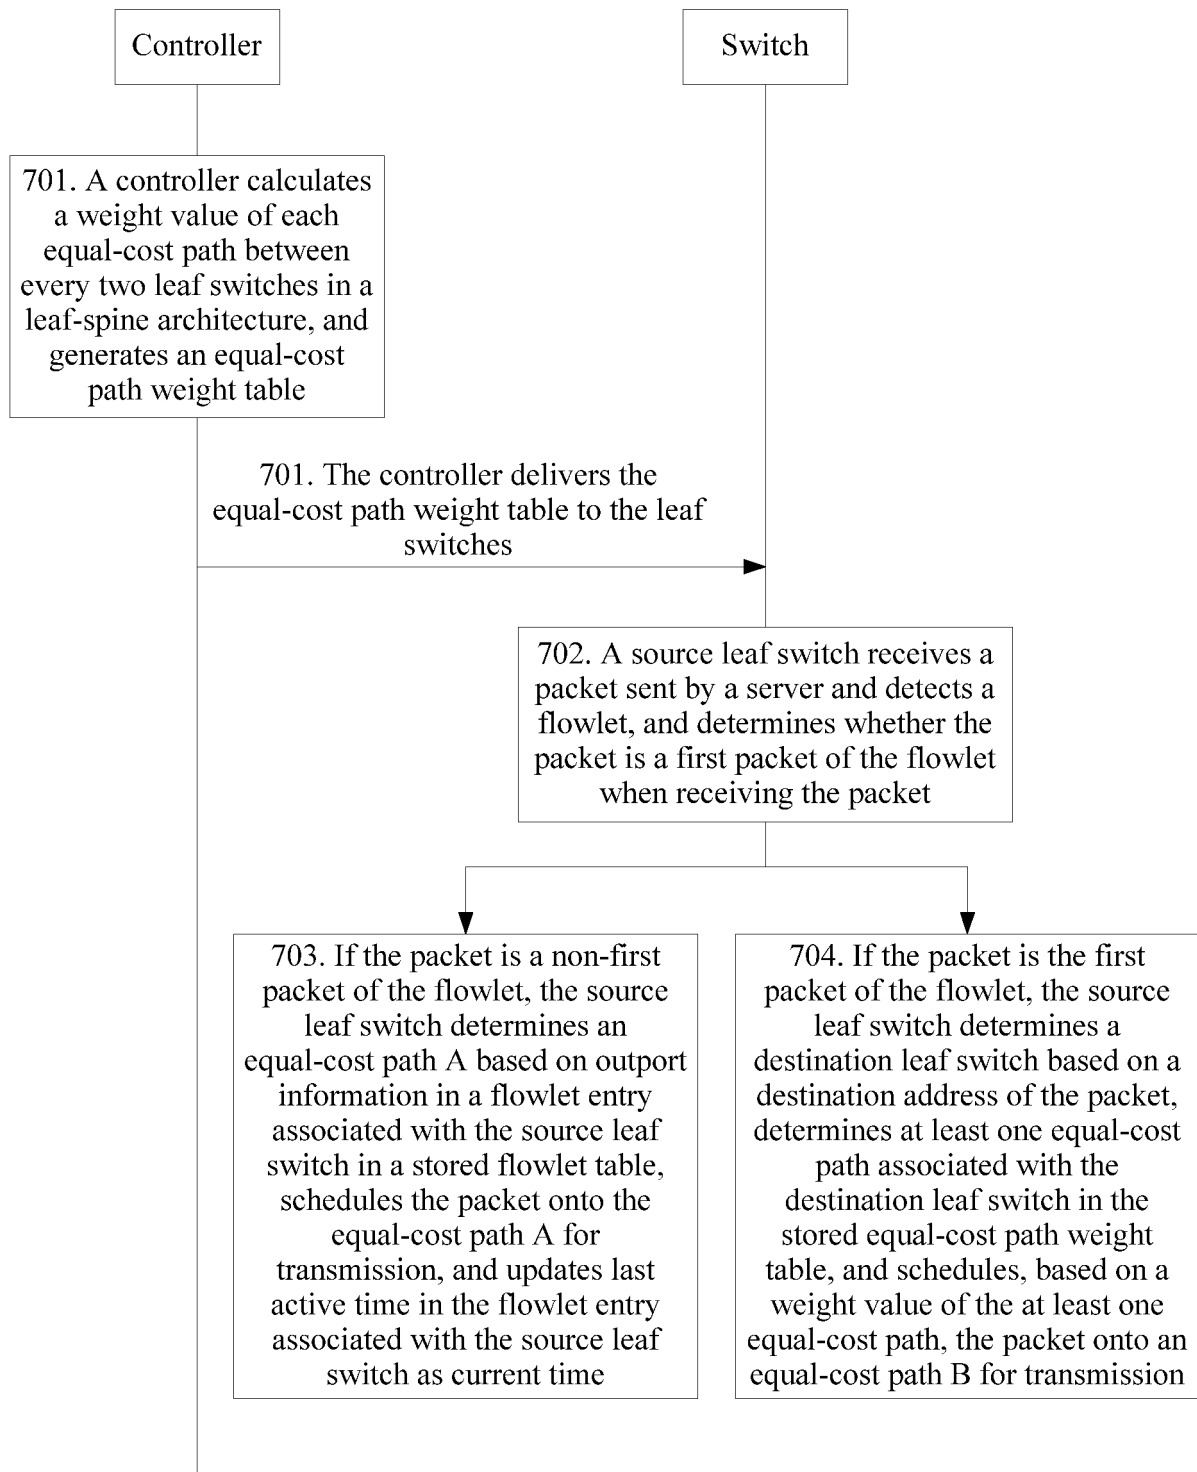 Controller
Switch
701. A controller calculates
a weight value of each
equal-cost path between
every two leaf switches in a
leaf-spine architecture, and
generates an equal-cost
path weight table
701. The controller delivers the
equal-cost path weight table to the leaf
switches
702. A source leaf switch receives a
packet sent by a server and detects a
flowlet, and determines whether the
packet is a first packet of the flowlet
when receiving the packet
703. If the packet is a non-first
packet of the flowlet, the source
leaf switch determines an
equal-cost path A based on outport
information in a flowlet entry
associated with the source leaf
switch in a stored flowlet table,
schedules the packet onto the
equal-cost path A for
transmission, and updates last
active time in the flowlet entry
associated with the source leaf
switch as current time
704. If the packet is the first
packet of the flowlet, the source
leaf switch determines a
destination leaf switch based on a
destination address of the packet,
determines at least one equal-cost
path associated with the
destination leaf switch in the
stored equal-cost path weight
table, and schedules, based on a
weight value of the at least one
equal-cost path, the packet onto an
equal-cost path B for transmission